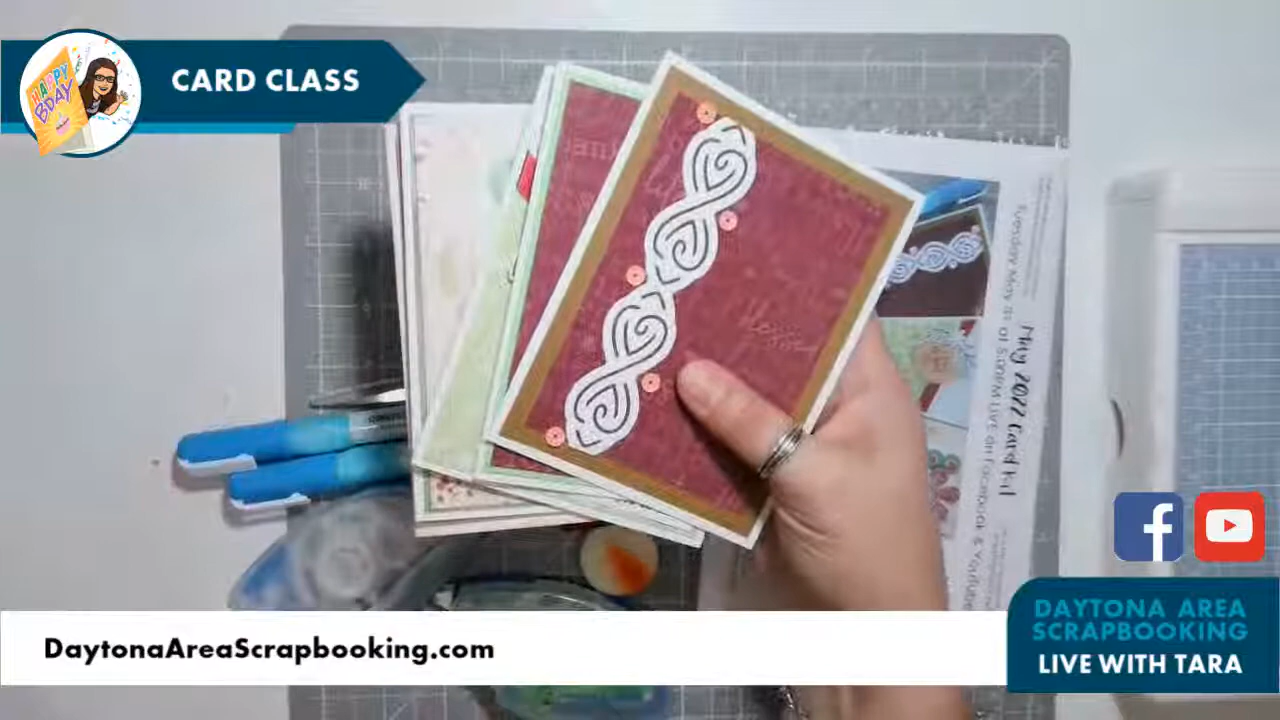 CARD CLASS
HAPPY
BDAY
May 2022 Card Kit
DaytonaAreaScrapbooking.com
DAYTONA AREA
SCRAPBOOKING
LIVE WITH TARA